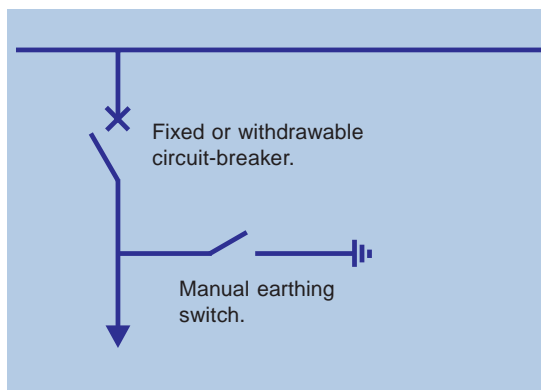 Fixed or withdrawable
circuit-breaker.
Manual earthing
switch.